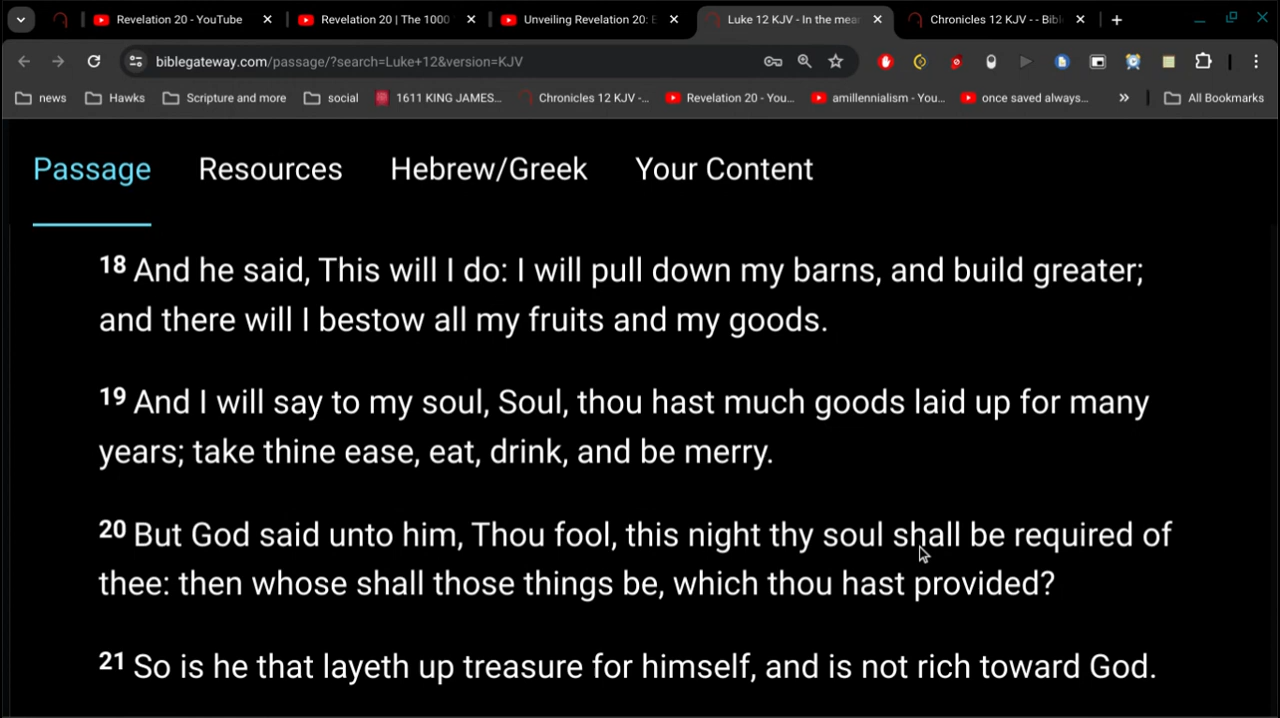 Revelation 20 - YouTube
Revelation 20 | The 1000
Unveiling Revelation 20: E
Luke 12 KJV - In the mear
Chronicles 12 KJV - - Bibl
biblegateway.com/passage/?search=Luke+12&version=KJV
news
Hawks
Scripture and more
social
1611 KING JAMES...
Chronicles 12 KJV -...
Revelation 20 - You...
amillennialism - You...
once saved always...
All Bookmarks
Passage
Resources
Hebrew/Greek
Your Content
18 And he said, This will I do: I will pull down my barns, and build greater;
and there will I bestow all my fruits and my goods.
19 And I will say to my soul, Soul, thou hast much goods laid up for many
years; take thine ease, eat, drink, and be merry.
20 But God said unto him, Thou fool, this night thy soul shall be required of
thee: then whose shall those things be, which thou hast provided?
21 So is he that layeth up treasure for himself, and is not rich toward God.